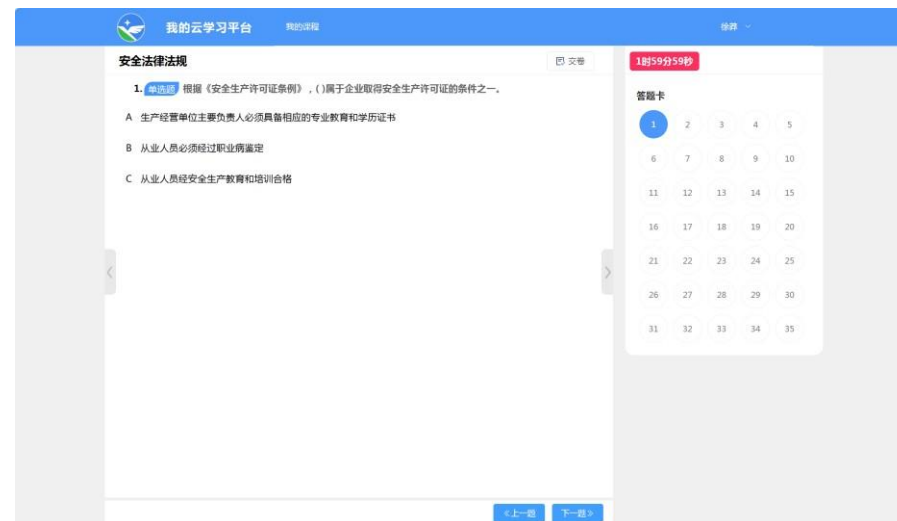 我的云学习平台 我的课程
安全法律法规 交卷
1. 单选题 根据《安全生产许可证条例》,( )属于企业取得安全生产许可证的条件之一。
A 生产经营单位主要负责人必须具备相应的专业教育和学历证书
B 从业人员必须经过职业病鉴定
C 从业人员经安全生产教育和培训合格
《上一题 下一题》
1时59分59秒
答题卡
1 2 3 4 5
6 7 8 9 10
11 12 13 14 15
16 17 18 19 20
21 22 23 24 25
26 27 28 29 30
31 32 33 34 35